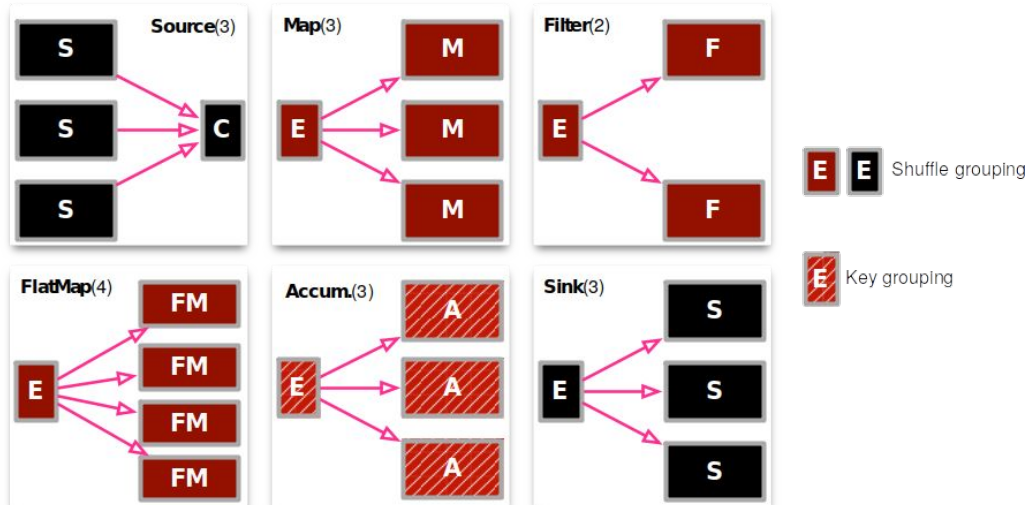 Source(3)
S
S
C
S
Map(3)
M
E
M
M
Filter(2)
F
E
F
E
E
Shuffle grouping
E
Key grouping
FlatMap(4)
FM
FM
E
FM
FM
Accum.(3)
A
E
A
A
Sink(3)
S
E
S
S